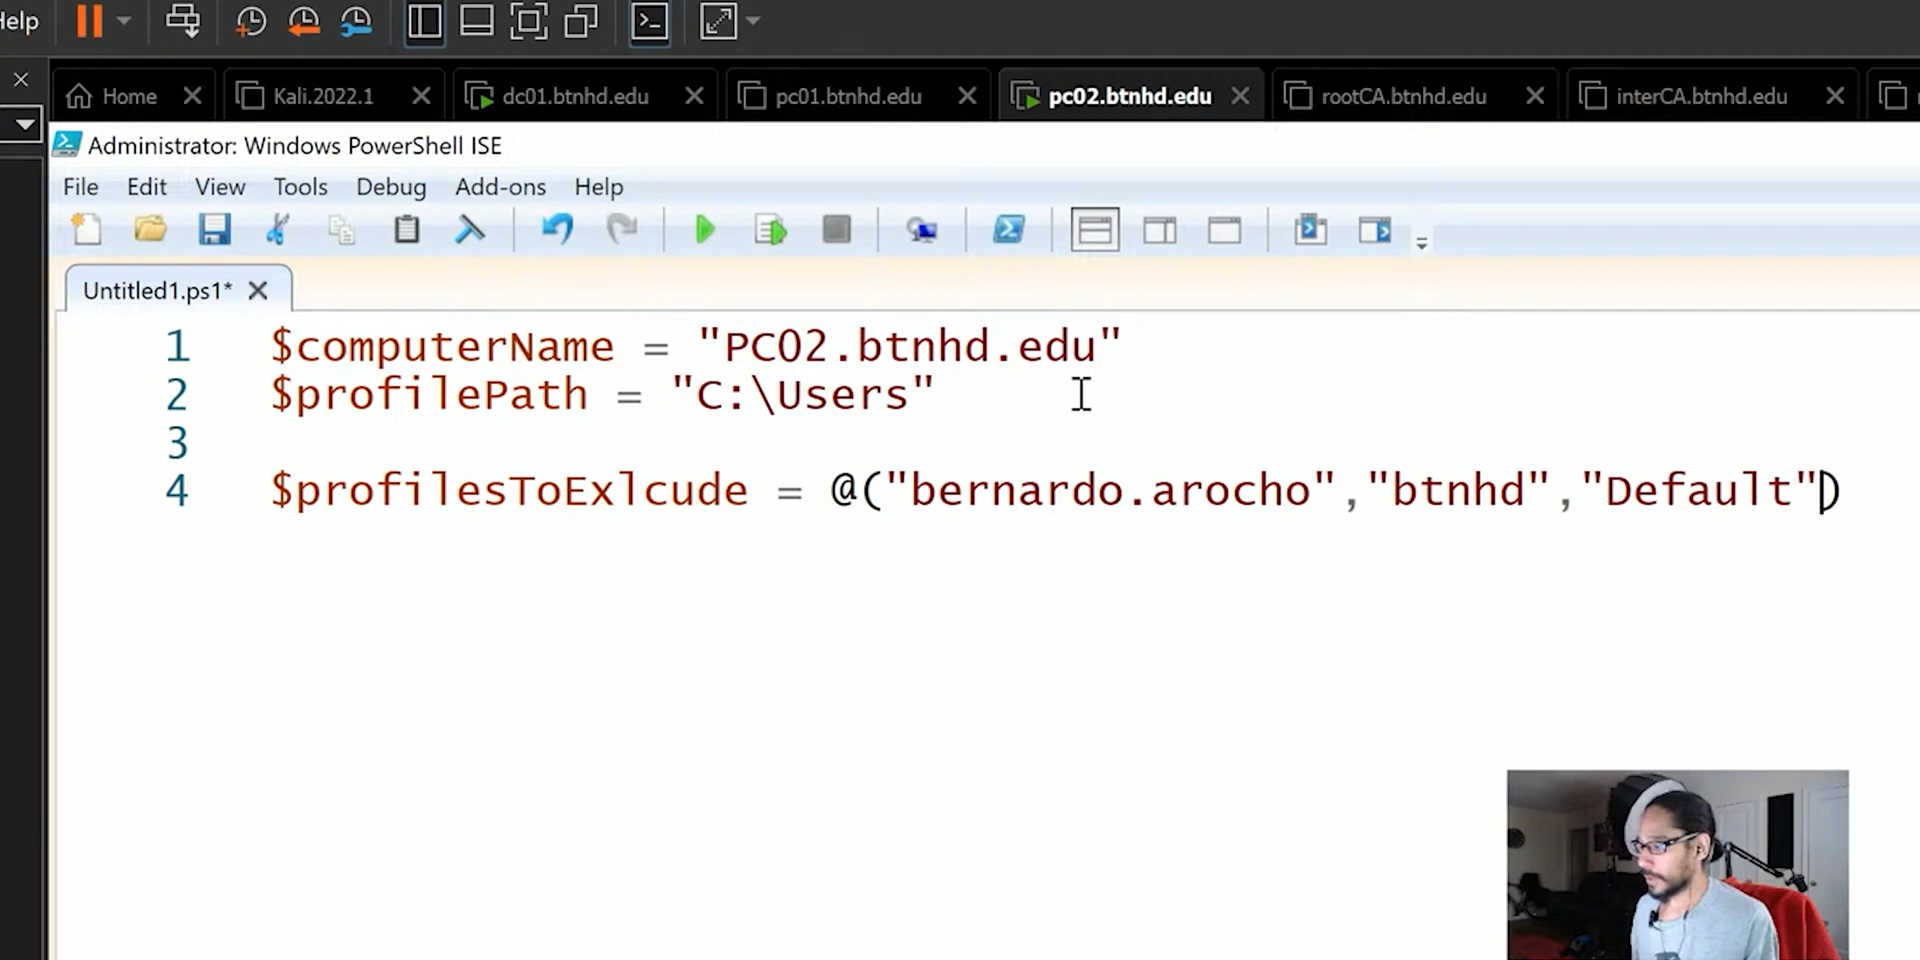 Help
Home Kali.2022.1 dc01.btnhd.edu pc01.btnhd.edu pc02.btnhd.edu rootCA.btnhd.edu interCA.btnhd.edu
Administrator: Windows PowerShell ISE
File Edit View Tools Debug Add-ons Help
Untitled1.ps1*
1 $computerName = "PC02.btnhd.edu"
2 $profilePath = "C:\Users"
3
4 $profilesToExlcude = @("bernardo.arocho","btnhd","Default")